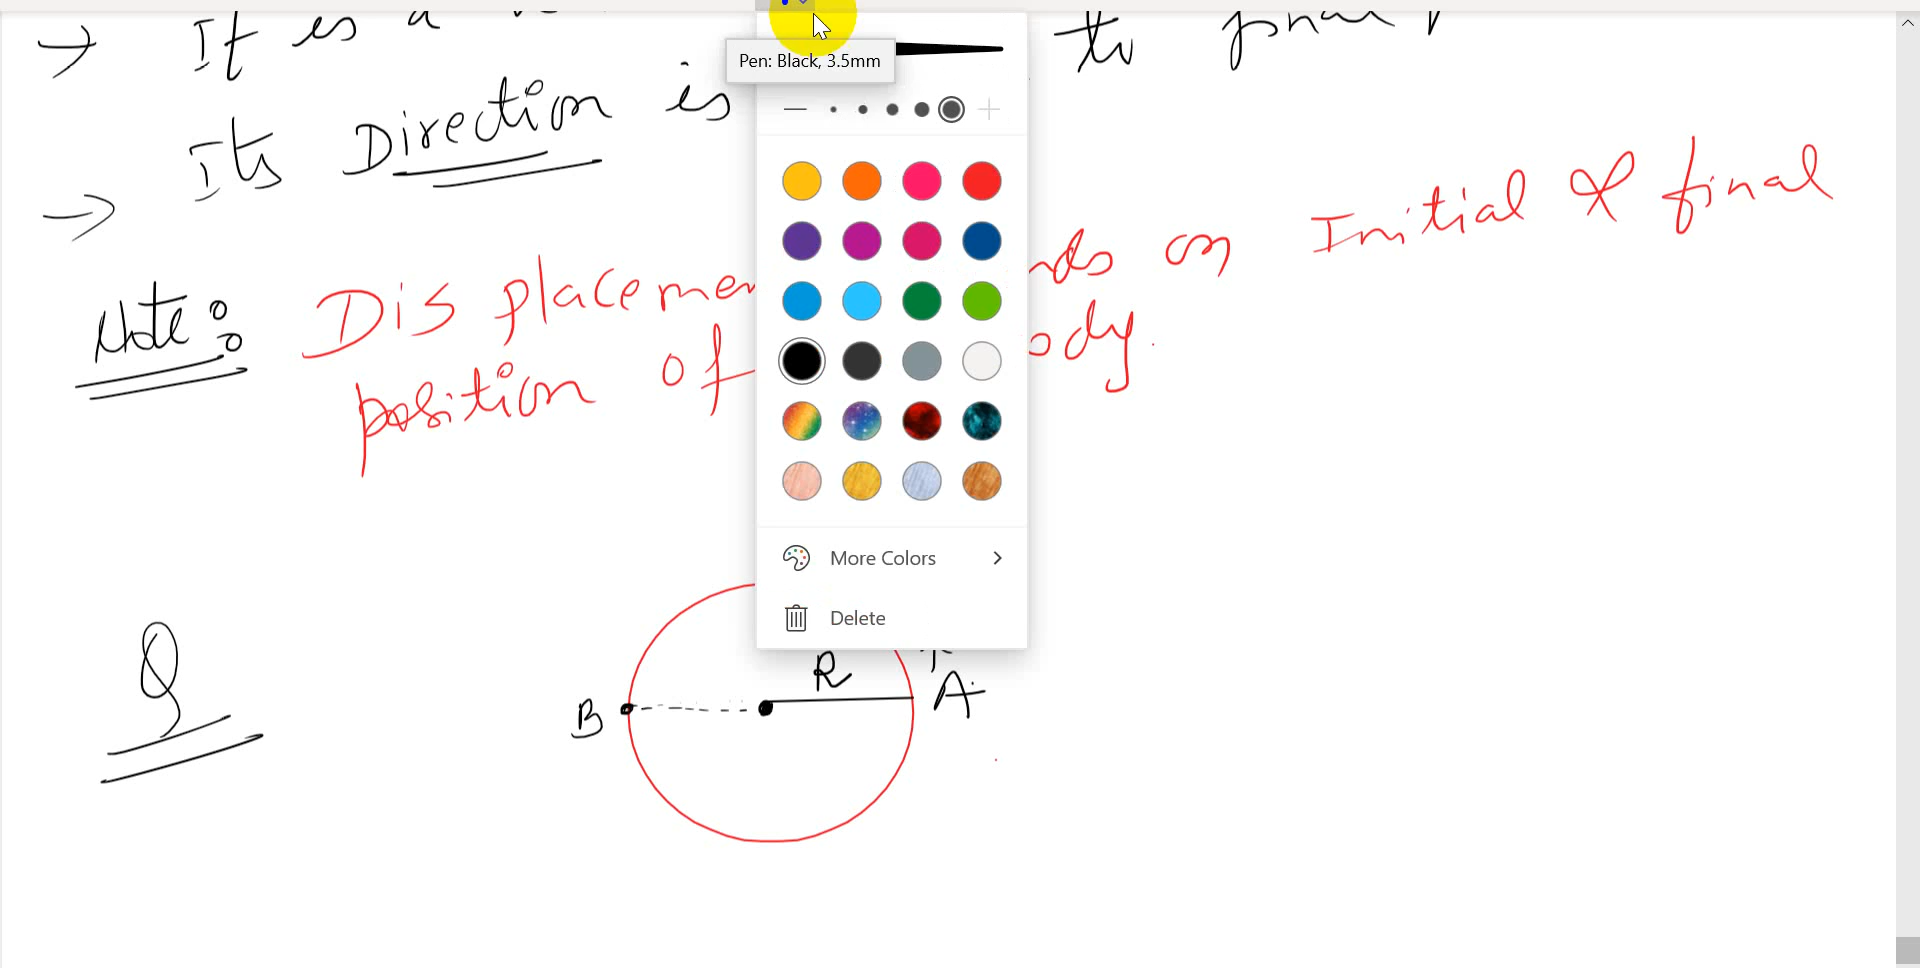 → It is a
Pen: Black, 3.5mm
to final
→ Its Direction is
Note: Displacemen nds on Initial & final
position of ody.
More Colors
Delete
Q
R
B A